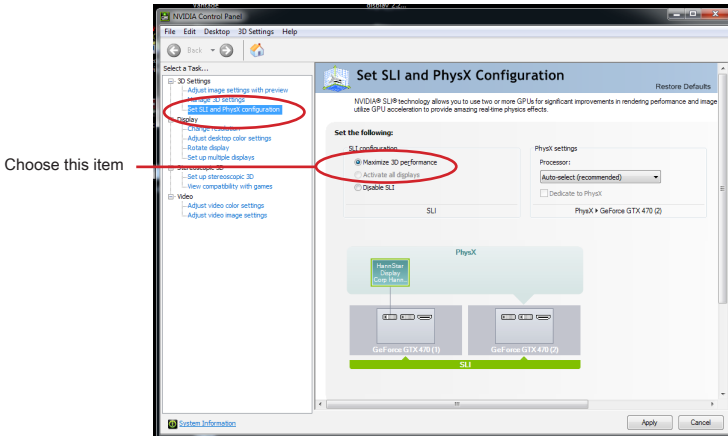 Vantage
display 2.2...
NVIDIA Control Panel
File Edit Desktop 3D Settings Help
Back
Select a Task...
3D Settings
Adjust image settings with preview
Manage 3D settings
Set SLI and PhysX configuration
Display
Change resolution
Adjust desktop color settings
Rotate display
Set up multiple displays
Stereoscopic 3D
Set up stereoscopic 3D
View compatibility with games
Video
Adjust video color settings
Adjust video image settings
System Information
Choose this item
Set SLI and PhysX Configuration
Restore Defaults
NVIDIA® SLI® technology allows you to use two or more GPUs for significant improvements in rendering performance and image
utilize GPU acceleration to provide amazing real-time physics effects.
Set the following:
SLI configuration
Maximize 3D performance
Activate all displays
Disable SLI
SLI
PhysX settings
Processor:
Auto-select (recommended)
Dedicate to PhysX
PhysX ▸ GeForce GTX 470 (2)
PhysX
HannStar
Display
Corp Hann...
GeForce GTX 470 (1)
GeForce GTX 470 (2)
SLI
Apply
Cancel